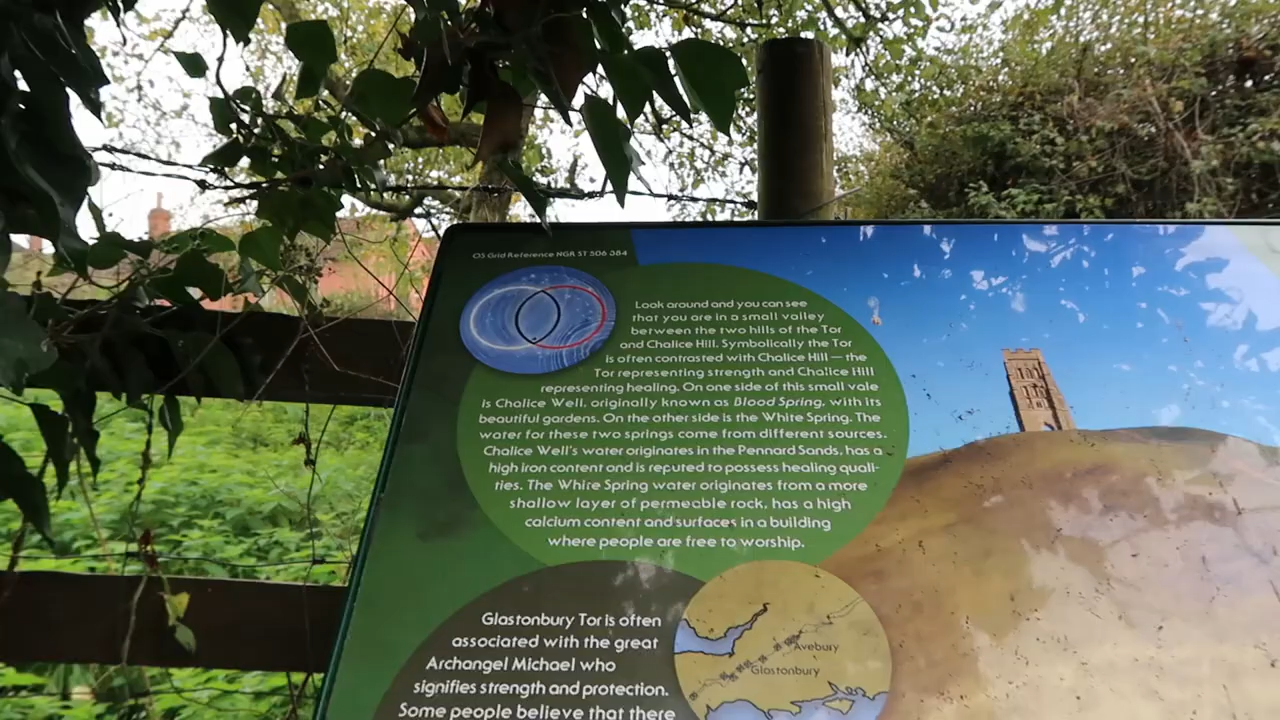 OS Grid Reference NGR ST 506 384
Look around and you can see
that you are in a small valley
between the two hills of the Tor
and Chalice Hill. Symbolically the Tor
is often contrasted with Chalice Hill — the
Tor representing strength and Chalice Hill
representing healing. On one side of this small vale
is Chalice Well, originally known as Blood Spring, with its
beautiful gardens. On the other side is the White Spring. The
water for these two springs come from different sources.
Chalice Well's water originates in the Pennard Sands, has a
high iron content and is reputed to possess healing quali-
ties. The White Spring water originates from a more
shallow layer of permeable rock, has a high
calcium content and surfaces in a building
where people are free to worship.
Glastonbury Tor is often
associated with the great
Archangel Michael who
signifies strength and protection.
Some people believe that there
Avebury
Glastonbury